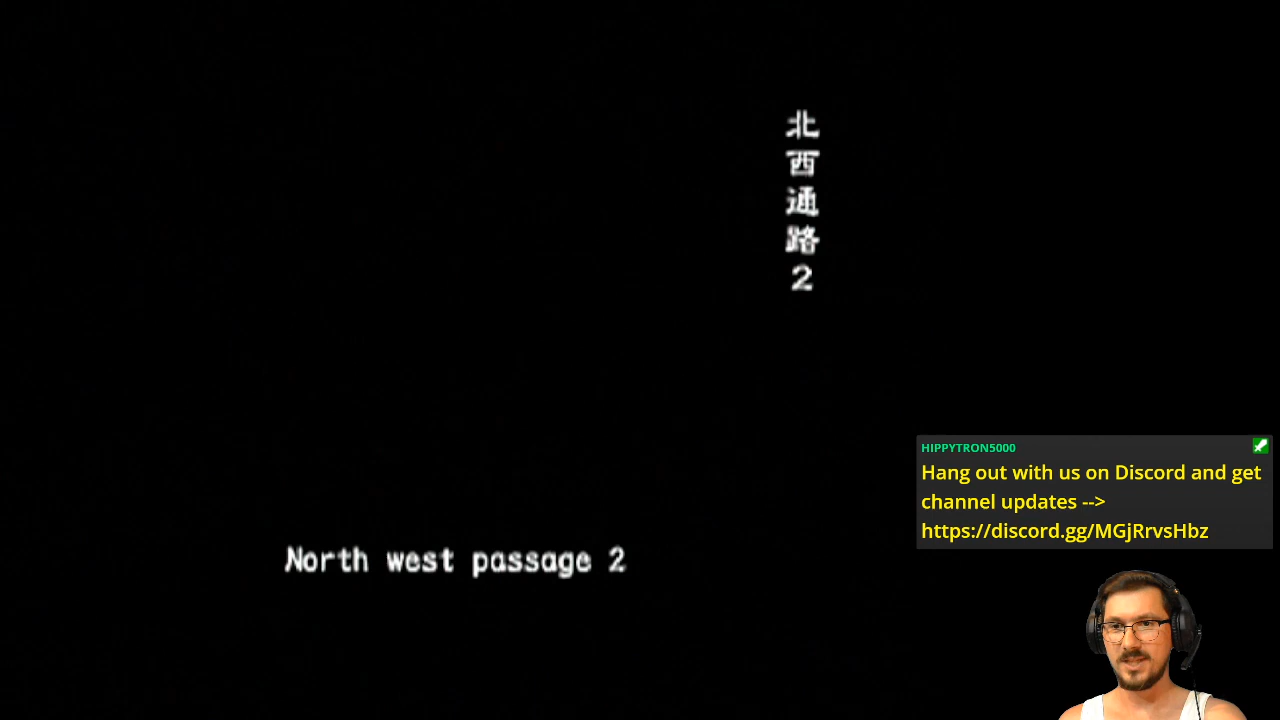 北西通路2
North west passage 2
HIPPYTRON5000
Hang out with us on Discord and get
channel updates -->
https://discord.gg/MGjRrvsHbz